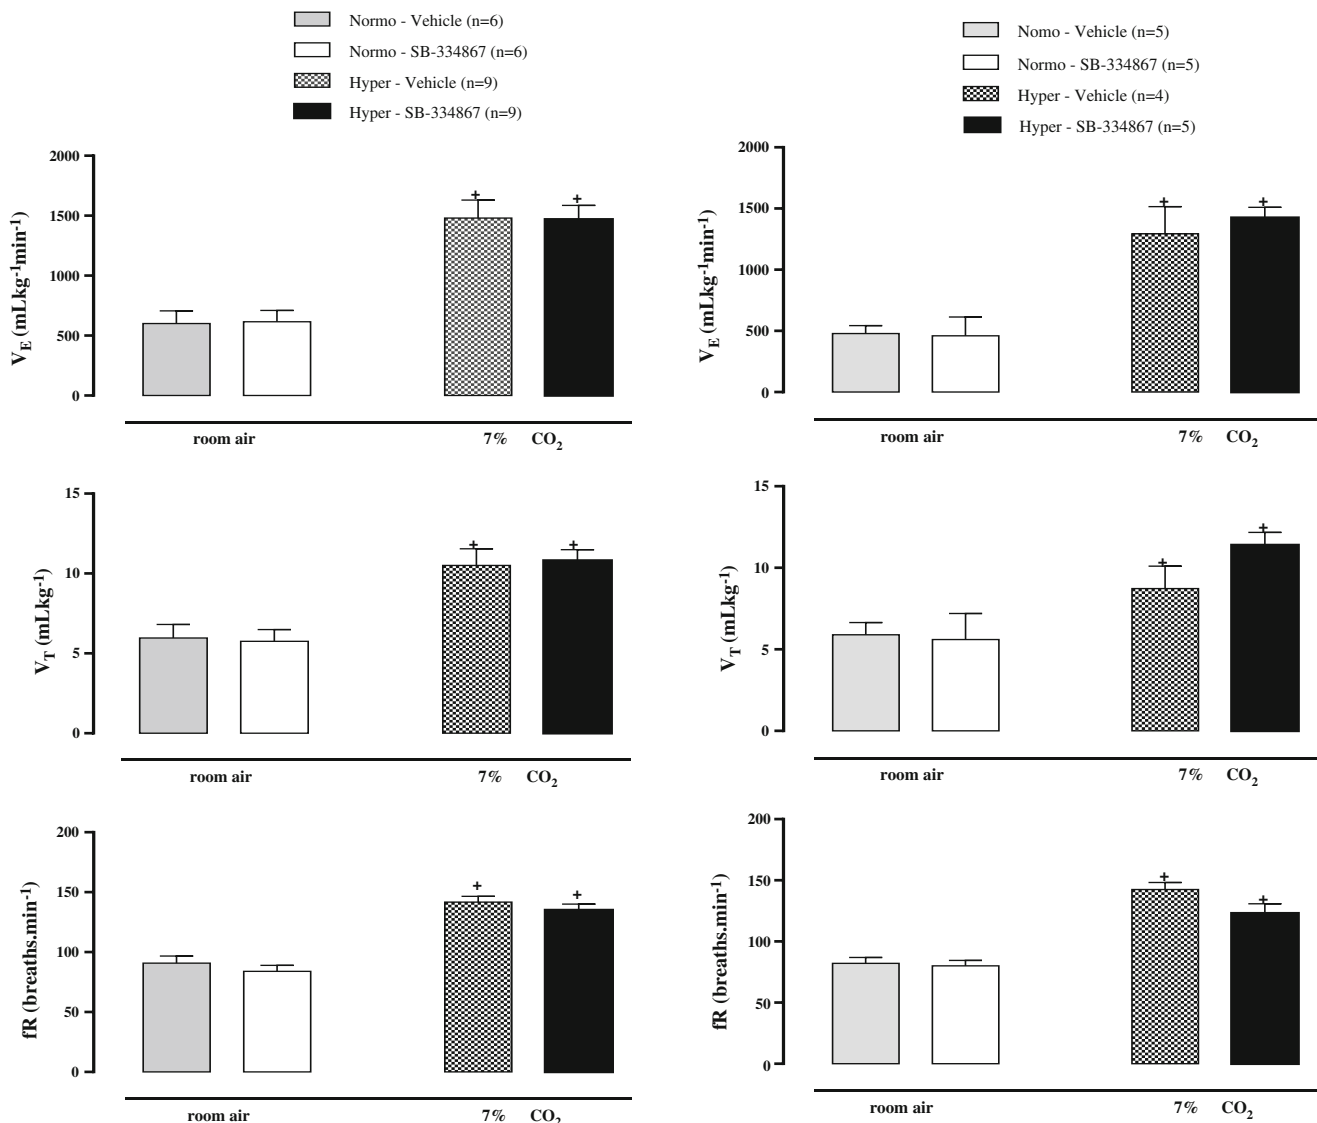 Normo - Vehicle (n=6)
Normo - SB-334867 (n=6)
Hyper - Vehicle (n=9)
Hyper - SB-334867 (n=9)
2000
1500
1000
500
0
V_E (mLkg⁻¹min⁻¹)
room air
7% CO₂
15
10
5
0
V_T (mLkg⁻¹)
room air
7% CO₂
200
150
100
50
0
fR (breaths.min⁻¹)
room air
7% CO₂
Nomo - Vehicle (n=5)
Normo - SB-334867 (n=5)
Hyper - Vehicle (n=4)
Hyper - SB-334867 (n=5)
2000
1500
1000
500
0
V_E (mLkg⁻¹min⁻¹)
room air
7% CO₂
15
10
5
0
V_T (mLkg⁻¹)
room air
7% CO₂
200
150
100
50
0
fR (breaths.min⁻¹)
room air
7% CO₂